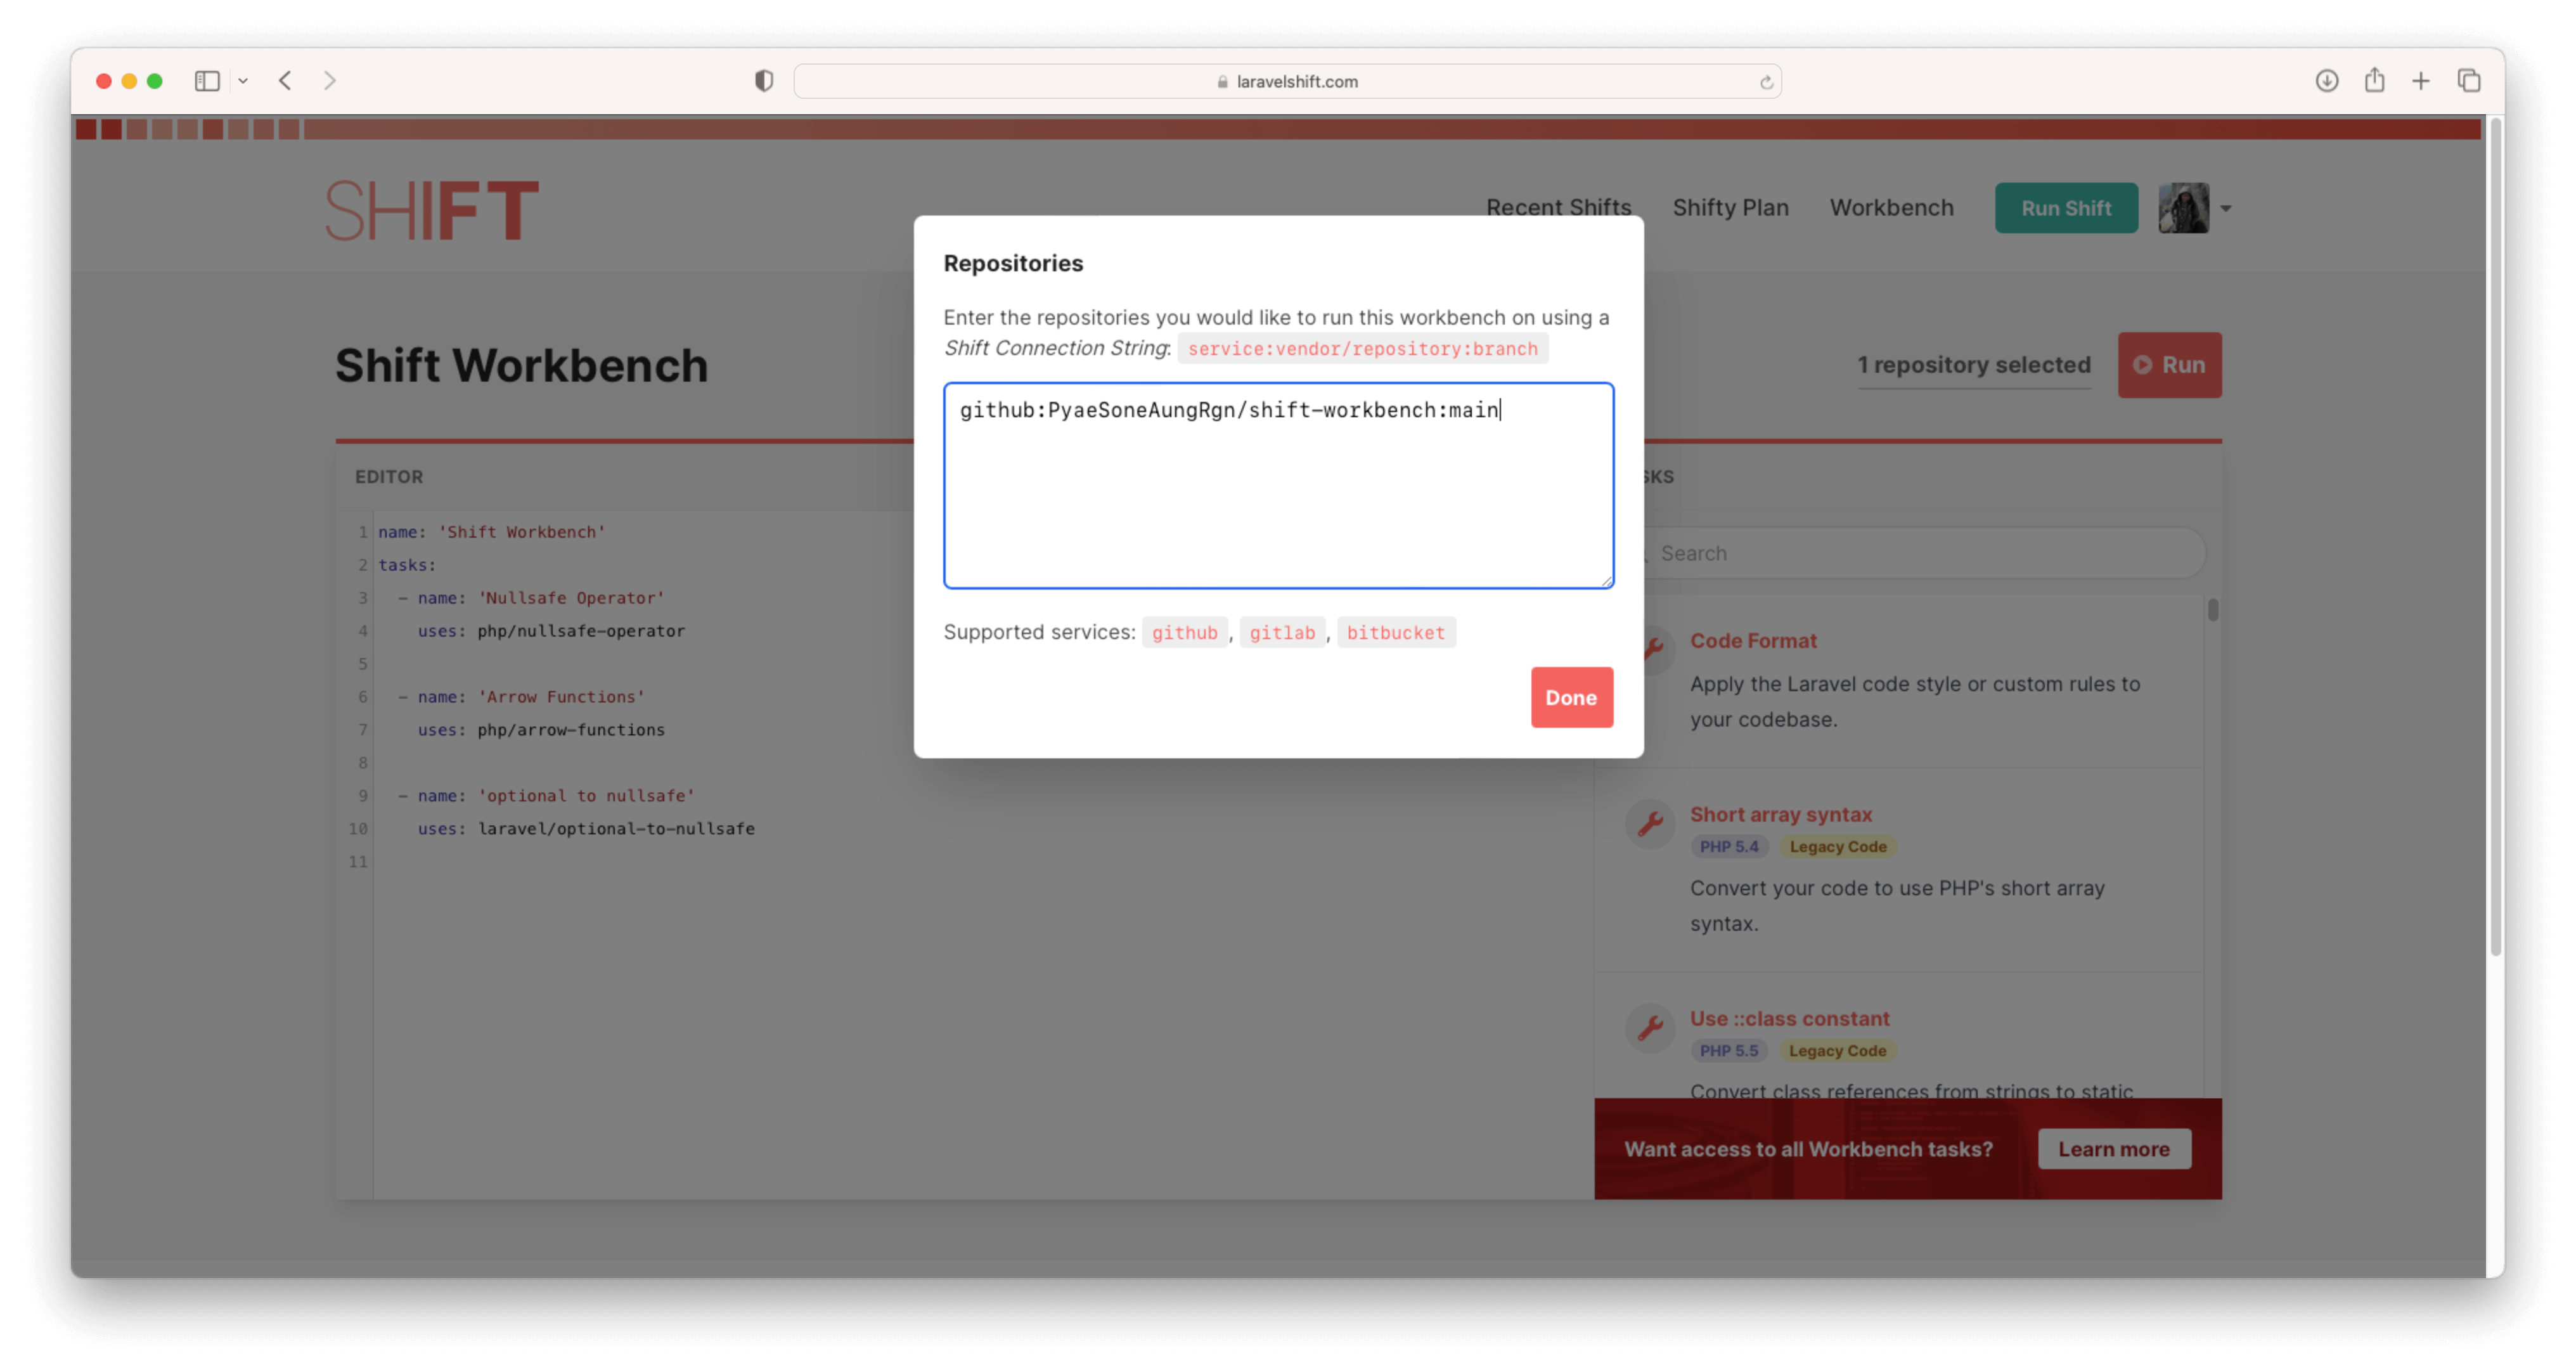 laravelshift.com
SHIFT
Recent Shifts Shifty Plan Workbench Run Shift
Shift Workbench
1 repository selected Run
EDITOR
1 name: 'Shift Workbench'
2 tasks:
3 - name: 'Nullsafe Operator'
4 uses: php/nullsafe-operator
5
6 - name: 'Arrow Functions'
7 uses: php/arrow-functions
8
9 - name: 'optional to nullsafe'
10 uses: laravel/optional-to-nullsafe
11
Repositories
Enter the repositories you would like to run this workbench on using a
Shift Connection String: service:vendor/repository:branch
github:PyaeSoneAungRgn/shift-workbench:main
Supported services: github, gitlab, bitbucket
Done
SKS
Search
Code Format
Apply the Laravel code style or custom rules to
your codebase.
Short array syntax
PHP 5.4 Legacy Code
Convert your code to use PHP's short array
syntax.
Use ::class constant
PHP 5.5 Legacy Code
Convert class references from strings to static
Want access to all Workbench tasks? Learn more